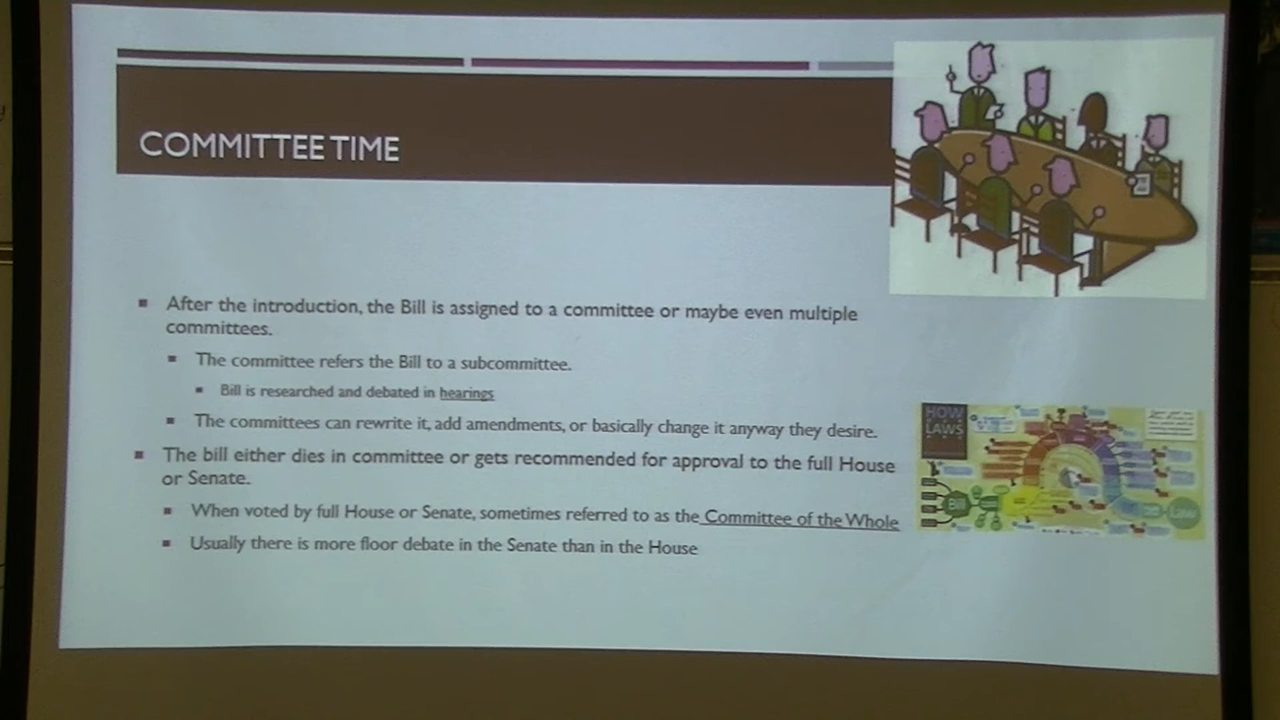 COMMITTEE TIME
After the introduction, the Bill is assigned to a committee or maybe even multiple
committees.
The committee refers the Bill to a subcommittee.
Bill is researched and debated in hearings
The committees can rewrite it, add amendments, or basically change it anyway they desire.
The bill either dies in committee or gets recommended for approval to the full House
or Senate.
When voted by full House or Senate, sometimes referred to as the Committee of the Whole
Usually there is more floor debate in the Senate than in the House
HOW
LAWS
Bill